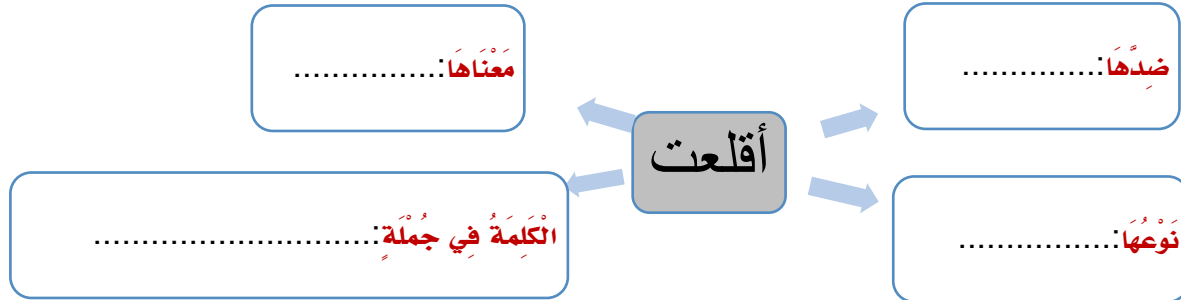 ضِدَّهَا:..............
مَعْنَاهَا:...............
أقلعت
نَوْعُهَا:................
الْكَلِمَةُ فِي جُمْلَةٍ:.............................